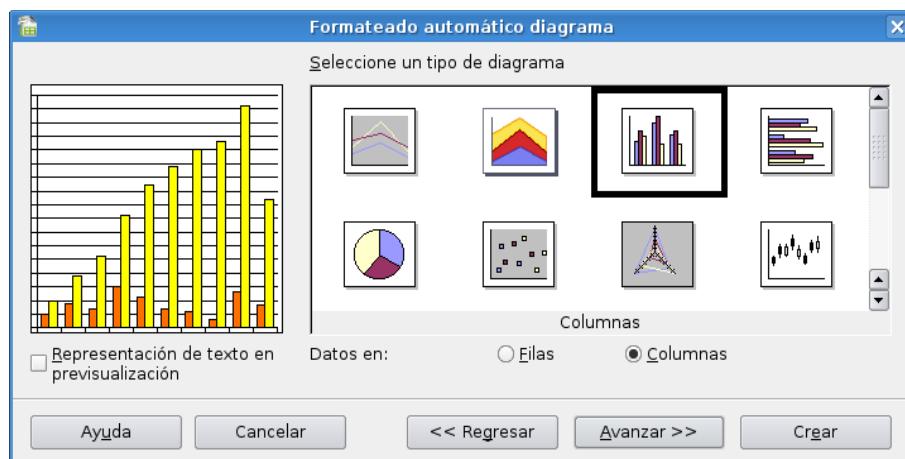 Formateado automático diagrama
Seleccione un tipo de diagrama
Columnas
Representación de texto en
previsualización
Datos en:
Filas
Columnas
Ayuda
Cancelar
<< Regresar
Avanzar >>
Crear